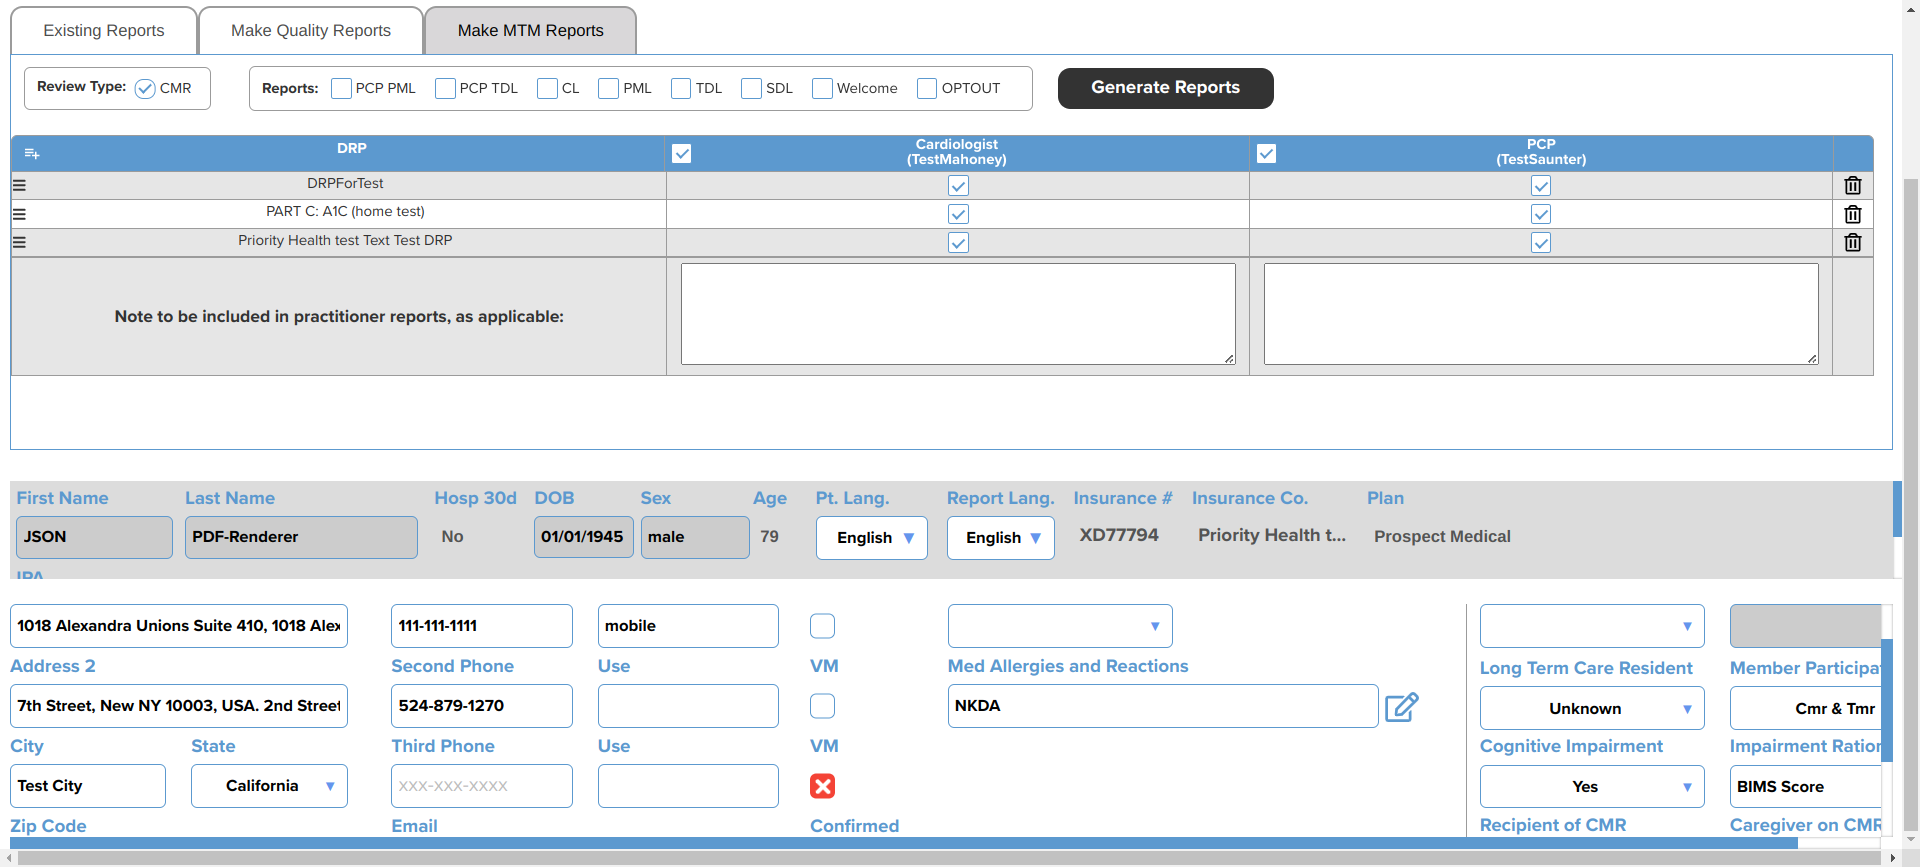 Existing Reports
Make Quality Reports
Make MTM Reports
Review Type: CMR
Reports: PCP PML PCP TDL CL PML TDL SDL Welcome OPTOUT
Generate Reports
DRP
Cardiologist
(TestMahoney)
PCP
(TestSaunter)
DRPForTest
PART C: A1C (home test)
Priority Health test Text Test DRP
Note to be included in practitioner reports, as applicable:
First Name Last Name Hosp 30d DOB Sex Age Pt. Lang. Report Lang. Insurance # Insurance Co. Plan
JSON PDF-Renderer No 01/01/1945 male 79 English English XD77794 Priority Health t... Prospect Medical
IPA
1018 Alexandra Unions Suite 410, 1018 Alex 111-111-1111 mobile
Address 2 Second Phone Use VM Med Allergies and Reactions Long Term Care Resident Member Participa
7th Street, New NY 10003, USA. 2nd Street 524-879-1270 NKDA Unknown Cmr & Tmr
City State Third Phone Use VM Cognitive Impairment Impairment Ration
Test City California XXX-XXX-XXXX Yes BIMS Score
Zip Code Email Confirmed Recipient of CMR Caregiver on CMR